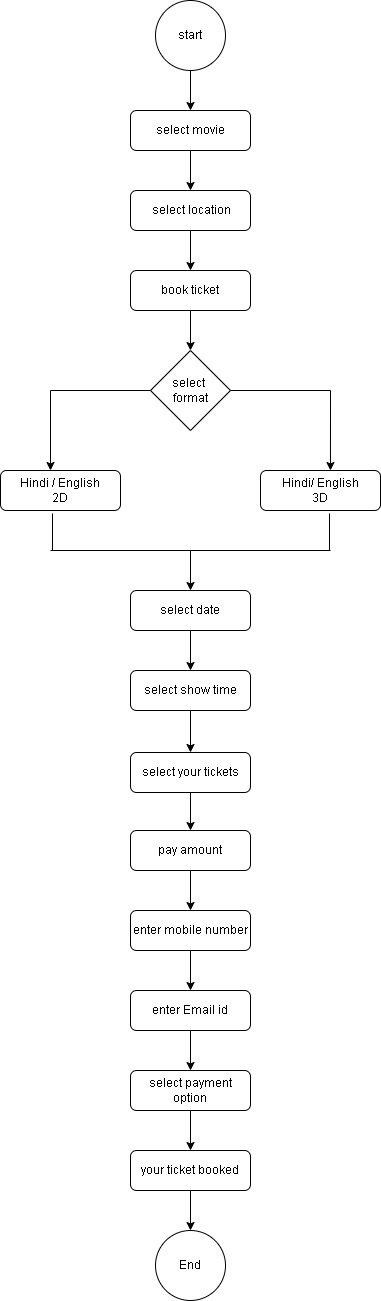 start
select movie
select location
book ticket
select
format
Hindi / English
2D
Hindi/ English
3D
select date
select show time
select your tickets
pay amount
enter mobile number
enter Email id
select payment
option
your ticket booked
End